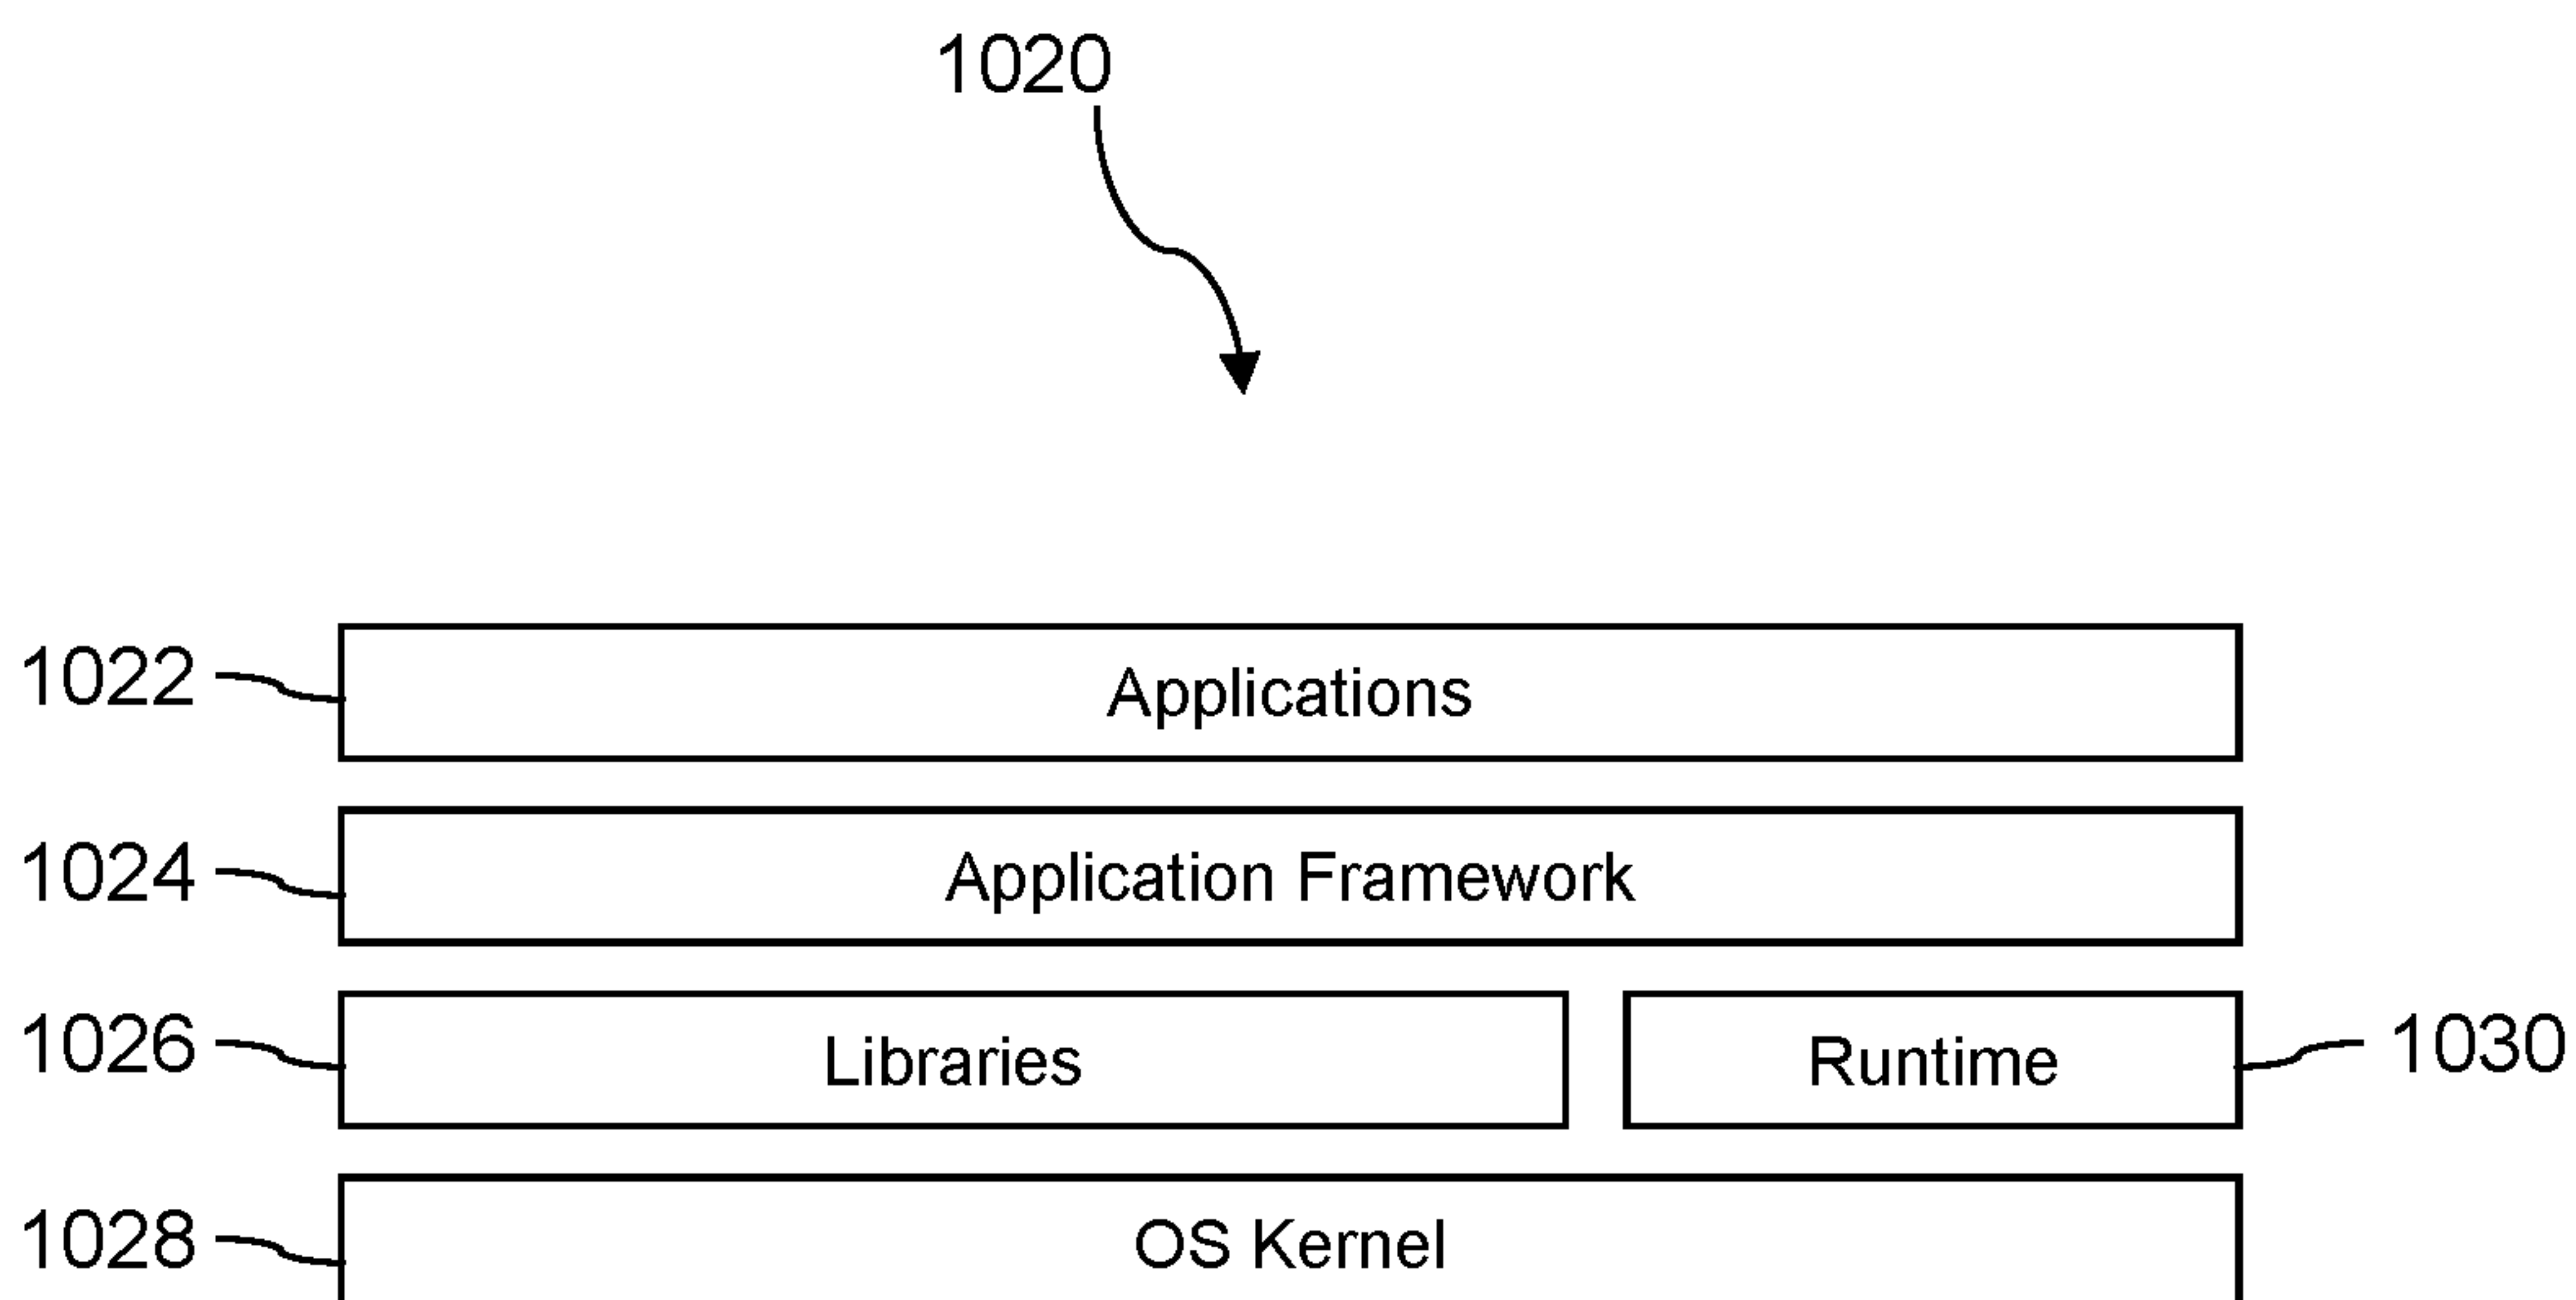 1020
1022 Applications
1024 Application Framework
1026 Libraries Runtime 1030
1028 OS Kernel